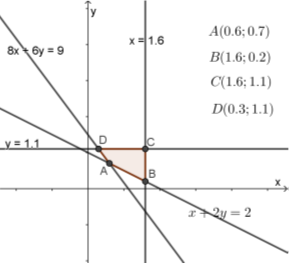 y
A(0.6; 0.7)
x = 1.6
8x + 6y = 9
B(1.6; 0.2)
C(1.6; 1.1)
D(0.3; 1.1)
y = 1.1
D
C
A
B
x
x + 2y = 2